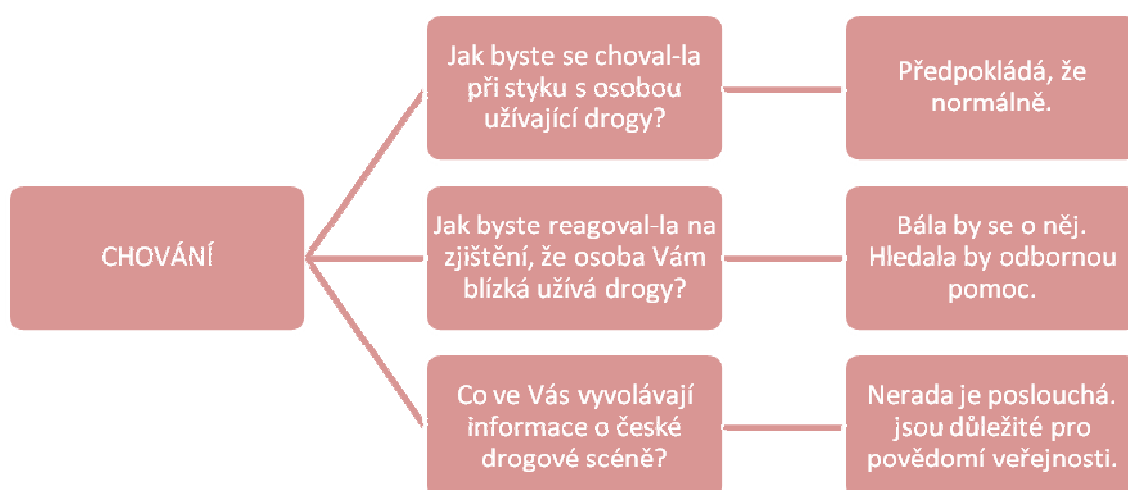 CHOVÁNÍ
Jak byste se choval-la
při styku s osobou
užívající drogy?
Předpokládá, že
normálně.
Jak byste reagoval-la na
zjištění, že osoba Vám
blízká užívá drogy?
Bála by se o něj.
Hledala by odbornou
pomoc.
Co ve Vás vyvolávají
informace o české
drogové scéně?
Nerada je poslouchá.
jsou důležité pro
povědomí veřejnosti.